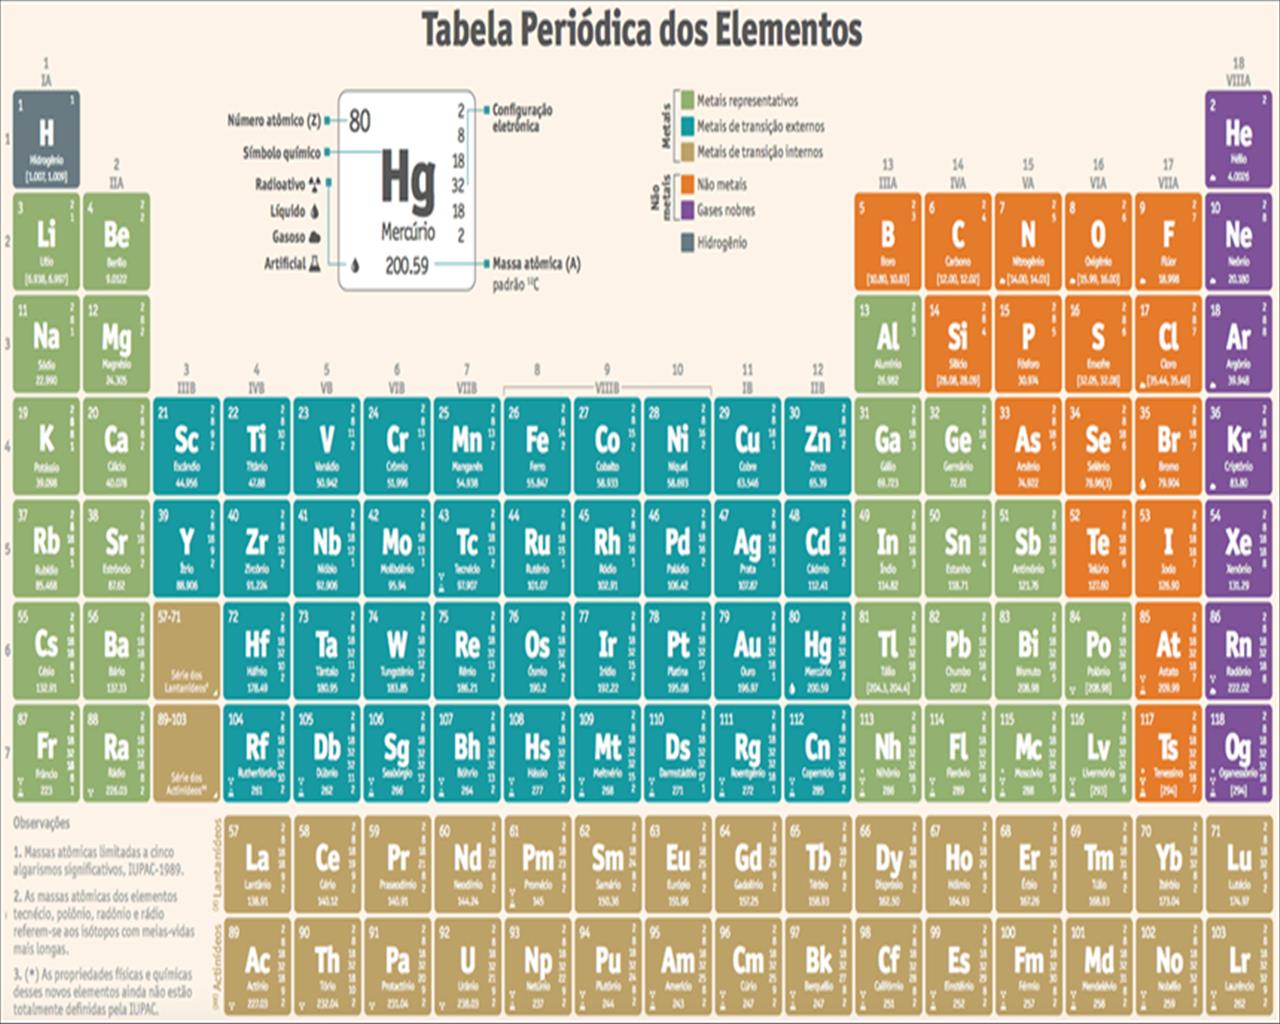 Tabela Periódica dos Elementos
1
IA
18
VIIIA
Número atômico (Z)
Símbolo químico
Radioativo
Líquido
Gasoso
Artificial
80
Hg
Mercúrio
200.59
2
8
18
32
18
2
Configuração
eletrônica
Massa atômica (A)
padrão ¹²C
Metais
Metais representativos
Metais de transição externos
Metais de transição internos
Não
metais
Não metais
Gases nobres
Hidrogênio
2
IIA
13
IIIA
14
IVA
15
VA
16
VIA
17
VIIA
3
IIIB
4
IVB
5
VB
6
VIB
7
VIIB
8
9
VIIIB
10
11
IB
12
IIB
1
1 H Hidrogênio [1.007, 1.009]
2 He Hélio 4.0026
2
3 Li Lítio [6.938, 6.997]
4 Be Berílio 9.0122
5 B Boro [10.80, 10.83]
6 C Carbono [12.00, 12.02]
7 N Nitrogênio [14.00, 14.01]
8 O Oxigênio [15.99, 16.00]
9 F Flúor 18.998
10 Ne Neônio 20.180
3
11 Na Sódio 22.990
12 Mg Magnésio 24.305
13 Al Alumínio 26.982
14 Si Silício [28.08, 28.09]
15 P Fósforo 30.974
16 S Enxofre [32.05, 32.08]
17 Cl Cloro [35.44, 35.46]
18 Ar Argônio 39.948
4
19 K Potássio 39.098
20 Ca Cálcio 40.078
21 Sc Escândio 44.956
22 Ti Titânio 47.88
23 V Vanádio 50.942
24 Cr Crômio 51.996
25 Mn Manganês 54.938
26 Fe Ferro 55.847
27 Co Cobalto 58.933
28 Ni Níquel 58.693
29 Cu Cobre 63.546
30 Zn Zinco 65.39
31 Ga Gálio 69.723
32 Ge Germânio 72.61
33 As Arsênio 74.922
34 Se Selênio 78.96(3)
35 Br Bromo 79.904
36 Kr Criptônio 83.80
5
37 Rb Rubídio 85.468
38 Sr Estrôncio 87.62
39 Y Ítrio 88.906
40 Zr Zircônio 91.224
41 Nb Nióbio 92.906
42 Mo Molibdênio 95.94
43 Tc Tecnécio 97.907
44 Ru Rutênio 101.07
45 Rh Ródio 102.91
46 Pd Paládio 106.42
47 Ag Prata 107.87
48 Cd Cádmio 112.41
49 In Índio 114.82
50 Sn Estanho 118.71
51 Sb Antimônio 121.76
52 Te Telúrio 127.60
53 I Iodo 126.90
54 Xe Xenônio 131.29
6
55 Cs Césio 132.91
56 Ba Bário 137.33
57-71 Série dos
Lantanídeos*
72 Hf Háfnio 178.49
73 Ta Tântalo 180.95
74 W Tungstênio 183.85
75 Re Rênio 186.21
76 Os Ósmio 190.2
77 Ir Irídio 192.22
78 Pt Platina 195.08
79 Au Ouro 196.97
80 Hg Mercúrio 200.59
81 Tl Tálio [204.3, 204.4]
82 Pb Chumbo 207.2
83 Bi Bismuto 208.98
84 Po Polônio [208.98]
85 At Astato 209.99
86 Rn Radônio 222.02
7
87 Fr Frâncio 223
88 Ra Rádio 226.03
89-103 Série dos
Actinídeos**
104 Rf Rutherfórdio 261
105 Db Dúbnio 262
106 Sg Seabórgio 266
107 Bh Bóhrio 264
108 Hs Hássio 277
109 Mt Meitnério 268
110 Ds Darmstádtio 271
111 Rg Roentgênio 272
112 Cn Copernício 285
113 Nh Nihônio 286
114 Fl Fleróvio 289
115 Mc Moscóvio 288
116 Lv Livermório [293]
117 Ts Tenessino [294]
118 Og Oganessônio [294]
Observações
1. Massas atômicas limitadas a cinco
algarismos significativos, IUPAC-1989.
2. As massas atômicas dos elementos
tecnécio, polônio, radônio e rádio
referem-se aos isótopos com meias-vidas
mais longas.
3. (*) As propriedades físicas e químicas
desses novos elementos ainda não estão
totalmente definidas pela IUPAC.
Lantanídeos
57 La Lantânio 138.91
58 Ce Cério 140.12
59 Pr Praseodímio 140.91
60 Nd Neodímio 144.24
61 Pm Promécio 145
62 Sm Samário 150.36
63 Eu Európio 151.96
64 Gd Gadolínio 157.25
65 Tb Térbio 158.93
66 Dy Disprósio 162.50
67 Ho Hólmio 164.93
68 Er Érbio 167.26
69 Tm Túlio 168.93
70 Yb Itérbio 173.04
71 Lu Lutécio 174.97
Actinídeos
89 Ac Actínio 227.03
90 Th Tório 232.04
91 Pa Protactínio 231.04
92 U Urânio 238.03
93 Np Netúnio 237
94 Pu Plutônio 244
95 Am Amerício 243
96 Cm Cúrio 247
97 Bk Berquélio 247
98 Cf Califórnio 251
99 Es Einstênio 252
100 Fm Férmio 257
101 Md Mendelévio 258
102 No Nobélio 259
103 Lr Laurêncio 262